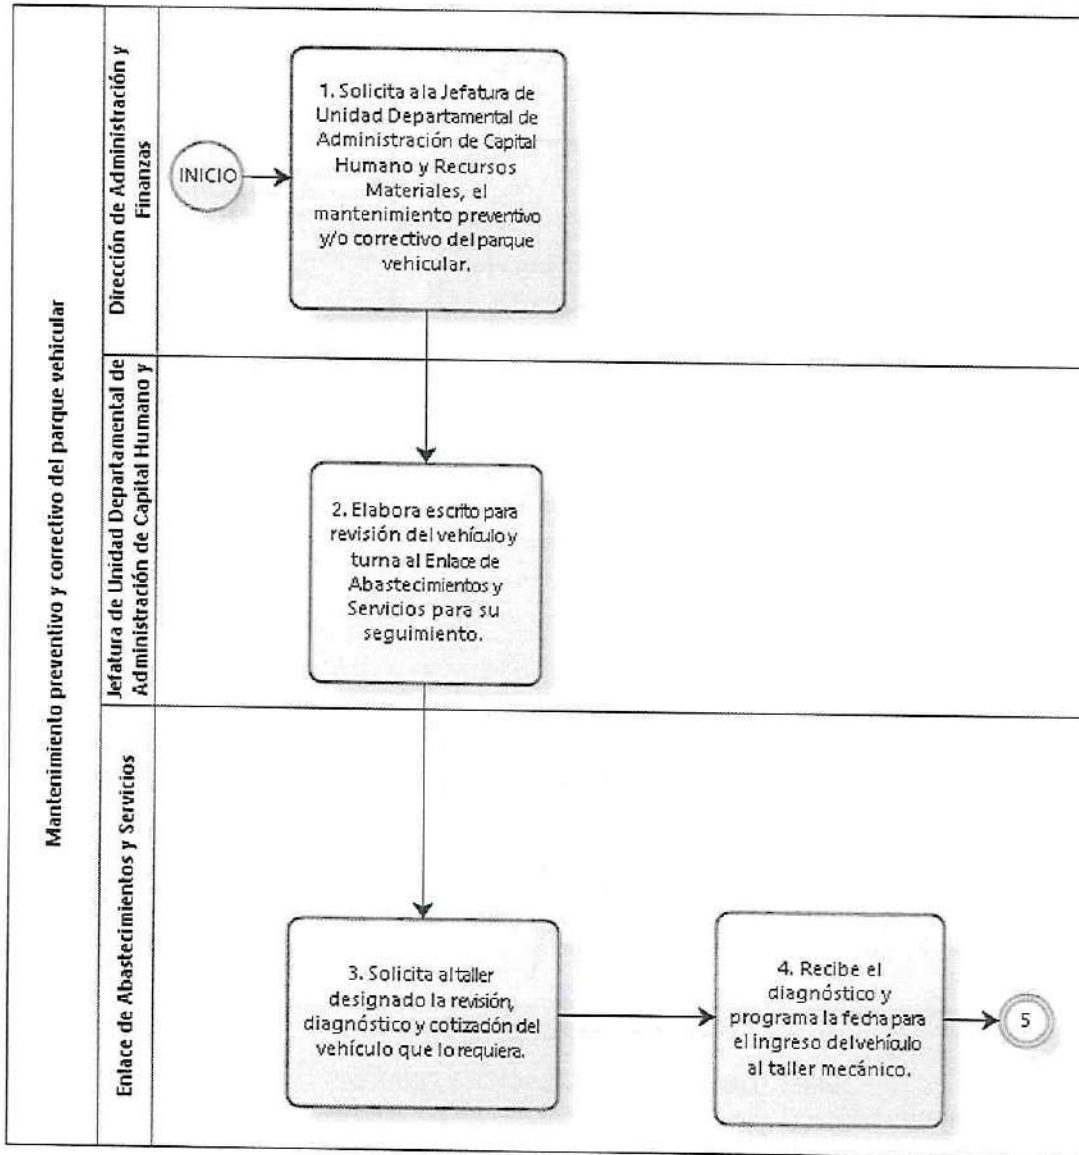 Mantenimiento preventivo y correctivo del parque vehicular
Dirección de Administración y
Finanzas
INICIO
1. Solicita a la Jefatura de
Unidad Departamental de
Administración de Capital
Humano y Recursos
Materiales, el
mantenimiento preventivo
y/o correctivo del parque
vehicular.
Jefatura de Unidad Departamental de
Administración de Capital Humano y
2. Elabora escrito para
revisión del vehículo y
turna al Enlace de
Abastecimientos y
Servicios para su
seguimiento.
Enlace de Abastecimientos y Servicios
3. Solicita al taller
designado la revisión,
diagnóstico y cotización del
vehículo que lo requiera.
4. Recibe el
diagnóstico y
programa la fecha para
el ingreso del vehículo
al taller mecánico.
5